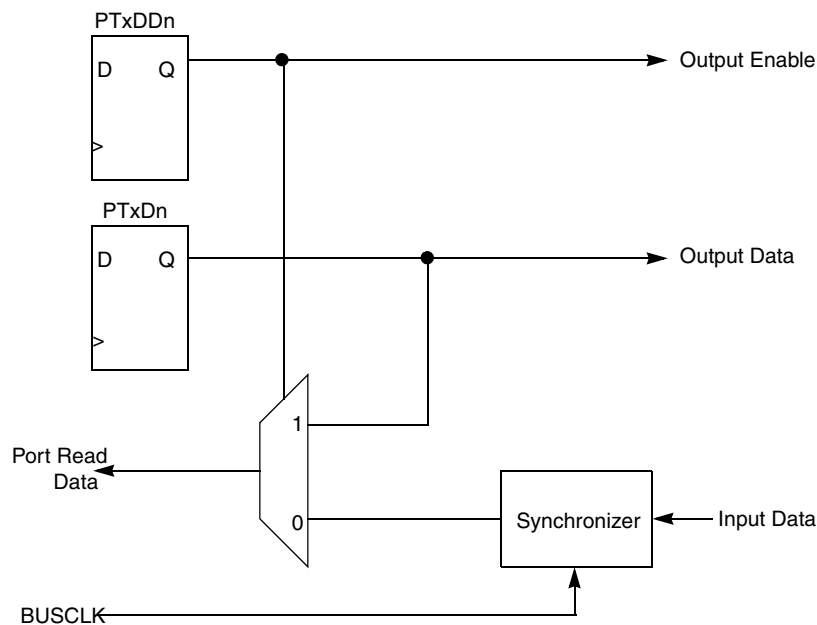 PTxDDn
D Q
>
Output Enable
PTxDn
D Q
>
Output Data
1
Port Read
Data
0
Synchronizer
Input Data
BUSCLK